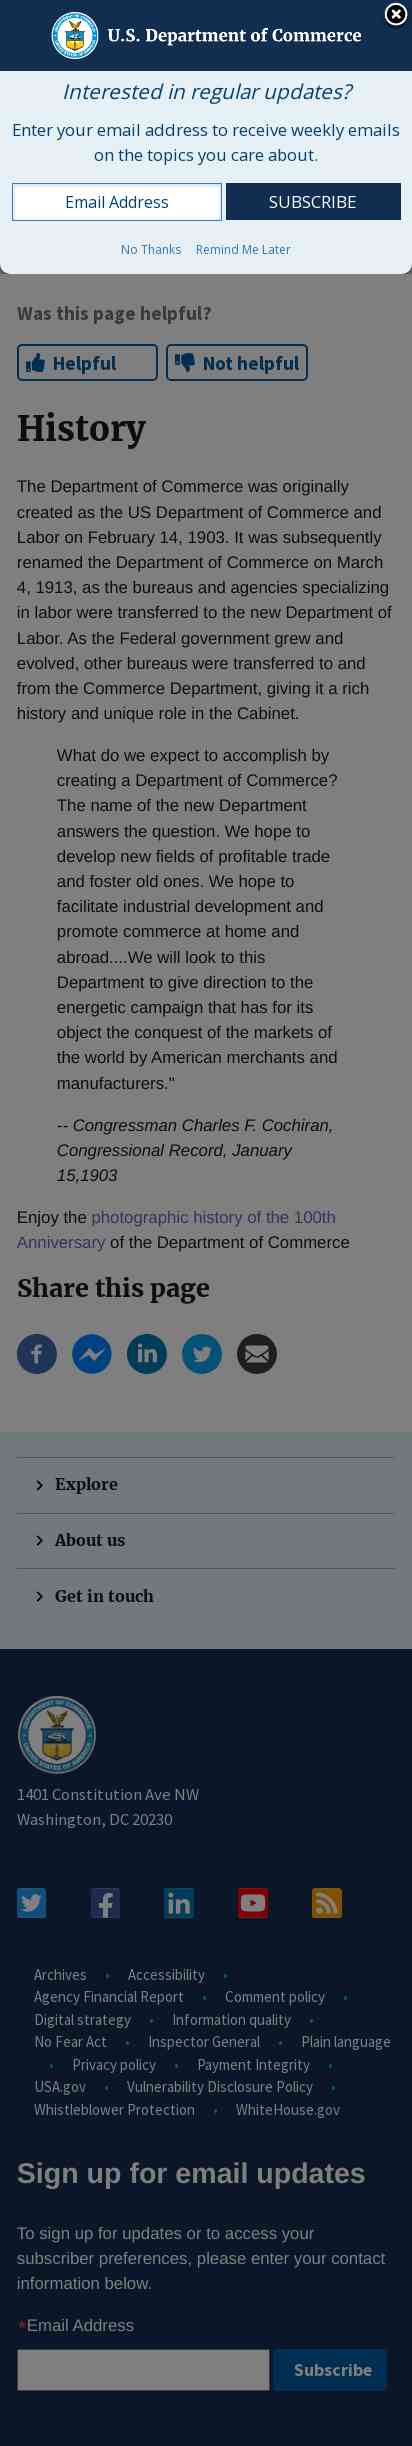 U.S. Department of Commerce
Interested in regular updates?
Enter your email address to receive weekly emails
on the topics you care about.
Email Address SUBSCRIBE
No Thanks Remind Me Later
Was this page helpful?
Helpful Not helpful
History
The Department of Commerce was originally
created as the US Department of Commerce and
Labor on February 14, 1903. It was subsequently
renamed the Department of Commerce on March
4, 1913, as the bureaus and agencies specializing
in labor were transferred to the new Department of
Labor. As the Federal government grew and
evolved, other bureaus were transferred to and
from the Commerce Department, giving it a rich
history and unique role in the Cabinet.
What do we expect to accomplish by
creating a Department of Commerce?
The name of the new Department
answers the question. We hope to
develop new fields of profitable trade
and foster old ones. We hope to
facilitate industrial development and
promote commerce at home and
abroad....We will look to this
Department to give direction to the
energetic campaign that has for its
object the conquest of the markets of
the world by American merchants and
manufacturers."
-- Congressman Charles F. Cochiran,
Congressional Record, January
15,1903
Enjoy the photographic history of the 100th
Anniversary of the Department of Commerce
Share this page
Explore
About us
Get in touch
1401 Constitution Ave NW
Washington, DC 20230
Archives • Accessibility •
Agency Financial Report • Comment policy •
Digital strategy • Information quality •
No Fear Act • Inspector General • Plain language
• Privacy policy • Payment Integrity •
USA.gov • Vulnerability Disclosure Policy •
Whistleblower Protection • WhiteHouse.gov
Sign up for email updates
To sign up for updates or to access your
subscriber preferences, please enter your contact
information below.
*Email Address
Subscribe